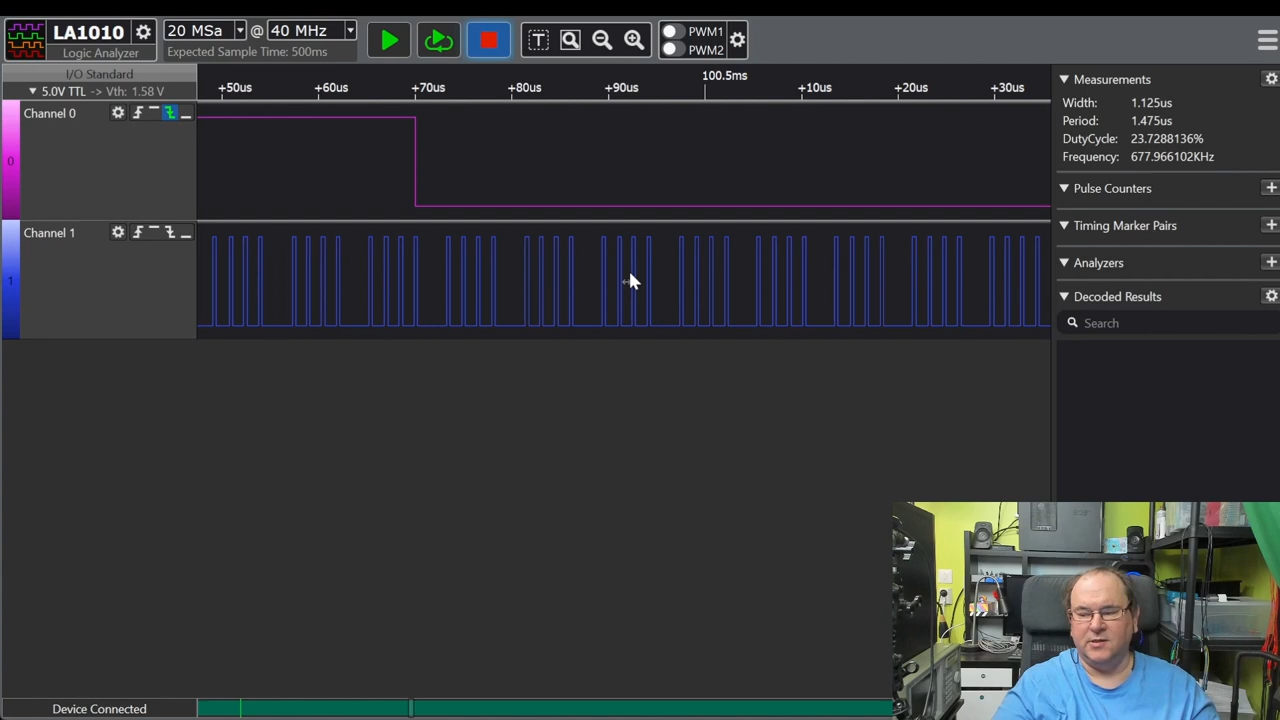 LA1010
Logic Analyzer
20 MSa @ 40 MHz
Expected Sample Time: 500ms
T
PWM1
PWM2
I/O Standard
5.0V TTL -> Vth: 1.58 V
+50us +60us +70us +80us +90us 100.5ms +10us +20us +30us
Channel 0
0
Channel 1
1
Measurements
Width: 1.125us
Period: 1.475us
DutyCycle: 23.7288136%
Frequency: 677.966102KHz
Pulse Counters +
Timing Marker Pairs +
Analyzers +
Decoded Results
Search
Device Connected